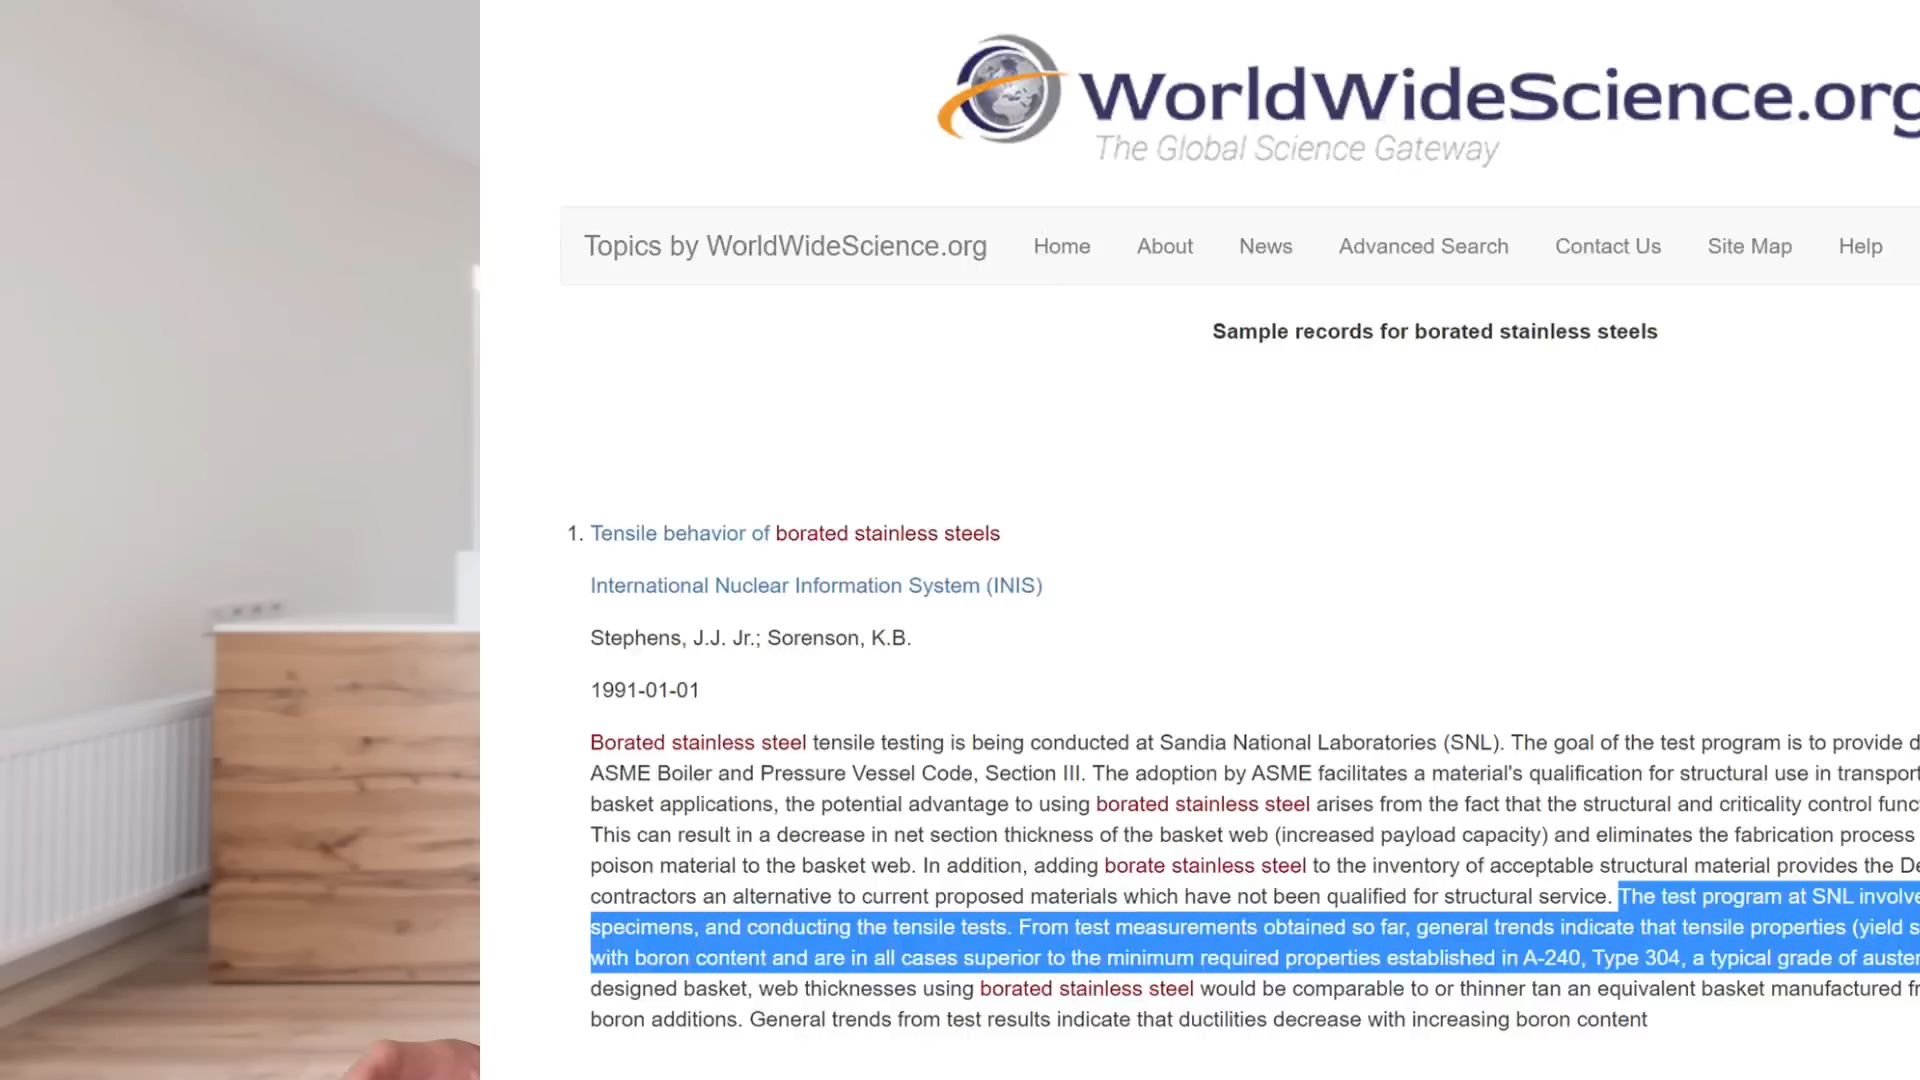 WorldWideScience.org
The Global Science Gateway
Topics by WorldWideScience.org Home About News Advanced Search Contact Us Site Map Help
Sample records for borated stainless steels
1. Tensile behavior of borated stainless steels
International Nuclear Information System (INIS)
Stephens, J.J. Jr.; Sorenson, K.B.
1991-01-01
Borated stainless steel tensile testing is being conducted at Sandia National Laboratories (SNL). The goal of the test program is to provide d
ASME Boiler and Pressure Vessel Code, Section III. The adoption by ASME facilitates a material's qualification for structural use in transport
basket applications, the potential advantage to using borated stainless steel arises from the fact that the structural and criticality control func
This can result in a decrease in net section thickness of the basket web (increased payload capacity) and eliminates the fabrication process
poison material to the basket web. In addition, adding borate stainless steel to the inventory of acceptable structural material provides the De
contractors an alternative to current proposed materials which have not been qualified for structural service. The test program at SNL involve
specimens, and conducting the tensile tests. From test measurements obtained so far, general trends indicate that tensile properties (yield s
with boron content and are in all cases superior to the minimum required properties established in A-240, Type 304, a typical grade of auster
designed basket, web thicknesses using borated stainless steel would be comparable to or thinner tan an equivalent basket manufactured fr
boron additions. General trends from test results indicate that ductilities decrease with increasing boron content